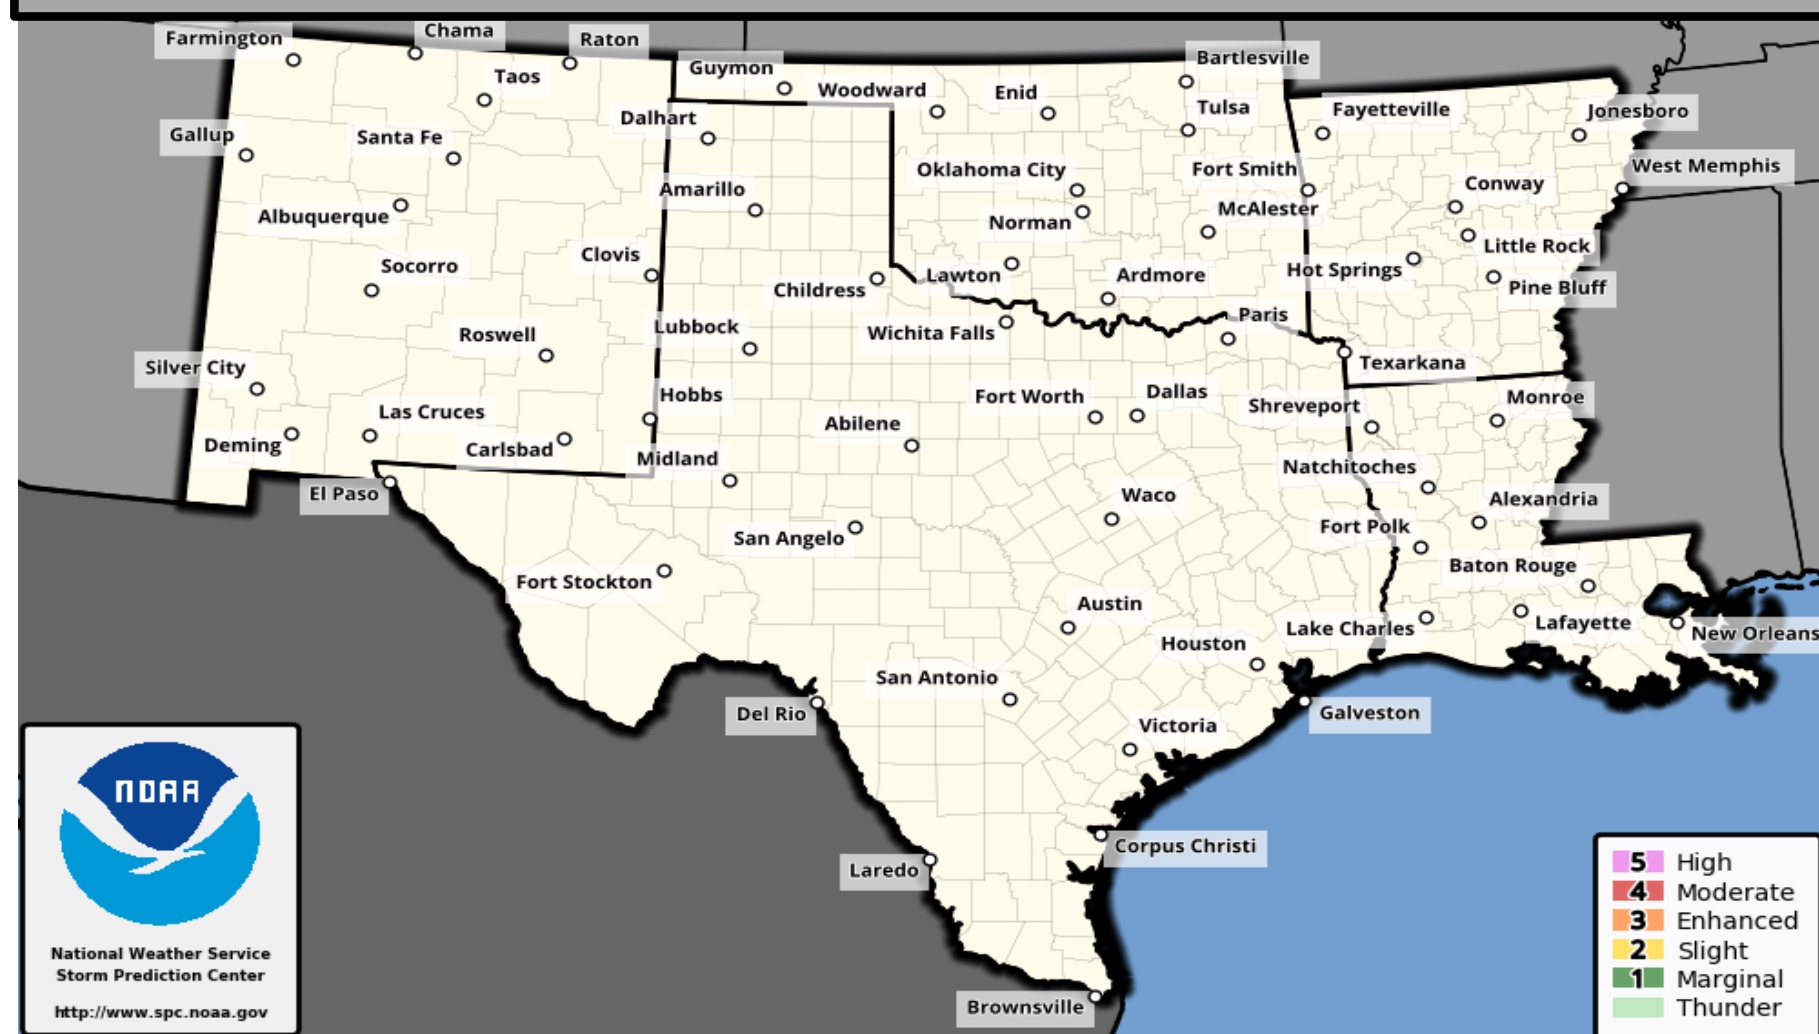 Farmington
Chama
Raton
Taos
Guymon
Woodward
Enid
Bartlesville
Tulsa
Fayetteville
Jonesboro
Dalhart
Gallup
Santa Fe
Oklahoma City
Fort Smith
West Memphis
Conway
Amarillo
Albuquerque
Norman
McAlester
Little Rock
Socorro
Clovis
Childress
Lawton
Ardmore
Hot Springs
Pine Bluff
Roswell
Lubbock
Wichita Falls
Paris
Texarkana
Silver City
Las Cruces
Hobbs
Abilene
Fort Worth
Dallas
Shreveport
Monroe
Deming
Carlsbad
Midland
Natchitoches
El Paso
San Angelo
Waco
Fort Polk
Alexandria
Fort Stockton
Baton Rouge
Austin
Houston
Lake Charles
Lafayette
New Orleans
San Antonio
Del Rio
Victoria
Galveston
Corpus Christi
Laredo
Brownsville
NOAA
National Weather Service
Storm Prediction Center
http://www.spc.noaa.gov
5 High
4 Moderate
3 Enhanced
2 Slight
1 Marginal
Thunder